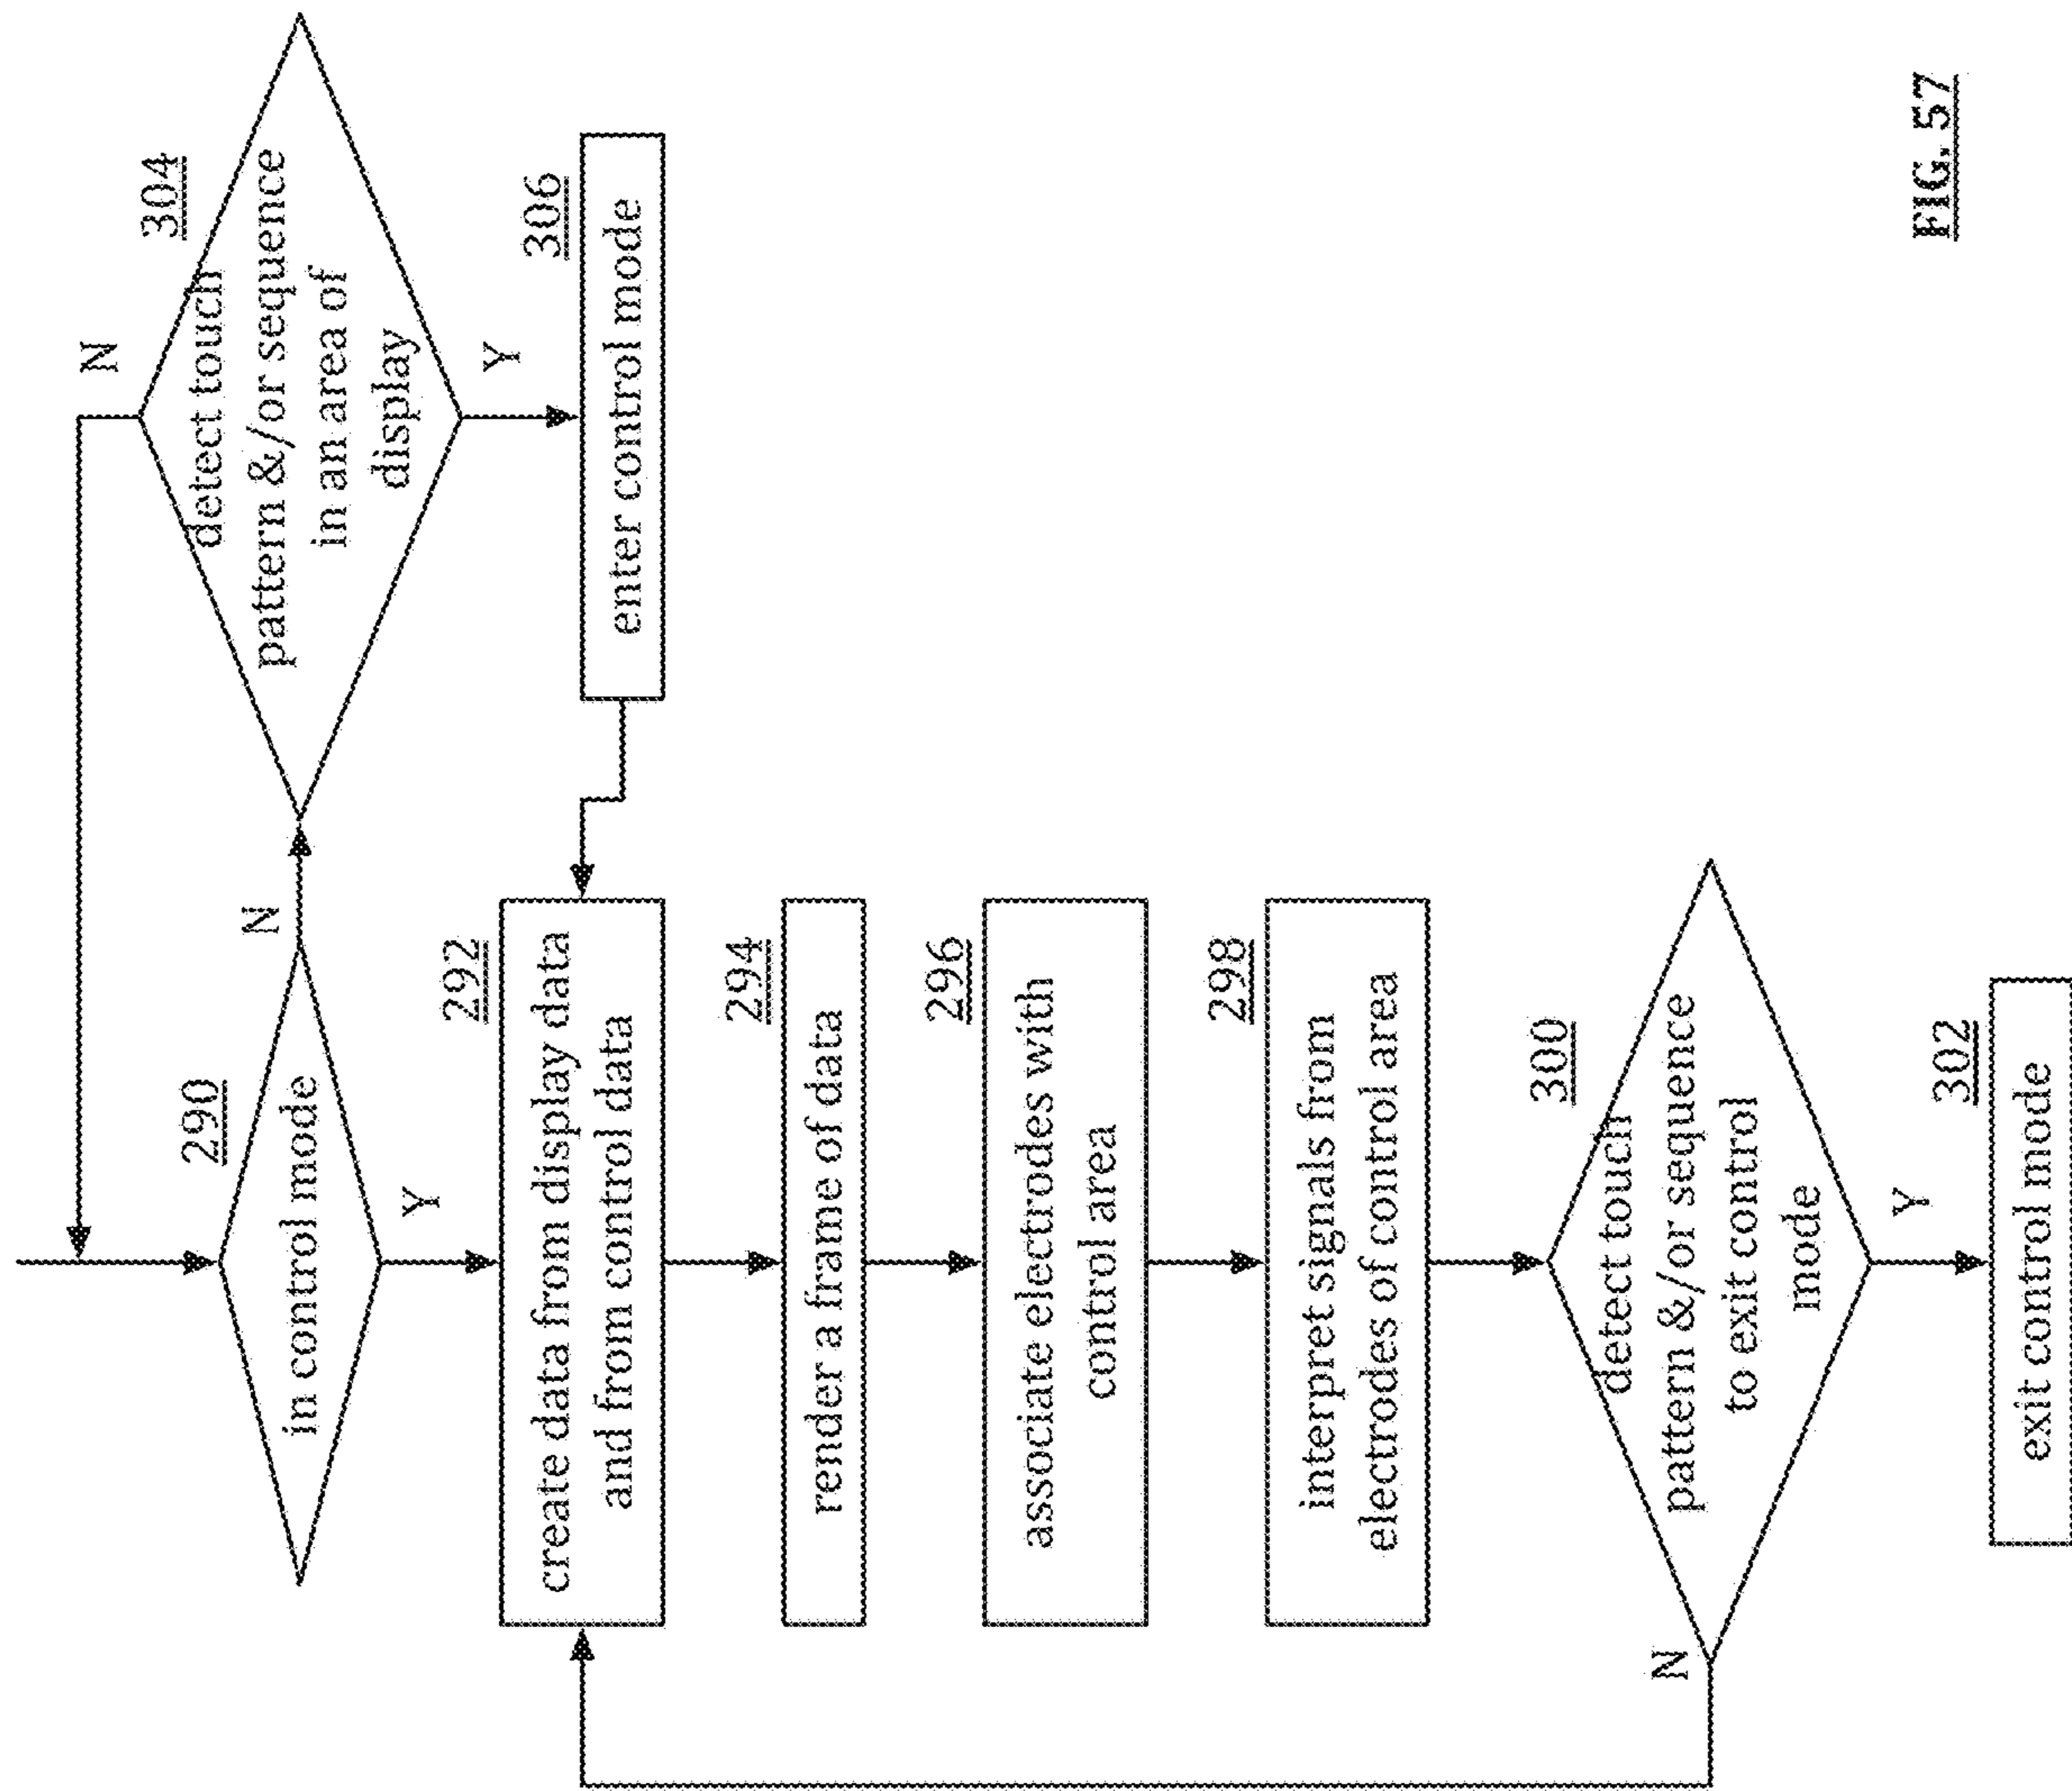 290
in control mode
N
Y
292
create data from display data
and from control data
294
render a frame of data
296
associate electrodes with
control area
298
interpret signals from
electrodes of control area
300
detect touch
pattern &/or sequence
to exit control
mode
N
Y
302
exit control mode
N
304
detect touch
pattern &/or sequence
in an area of
display
Y
306
enter control mode
FIG. 57